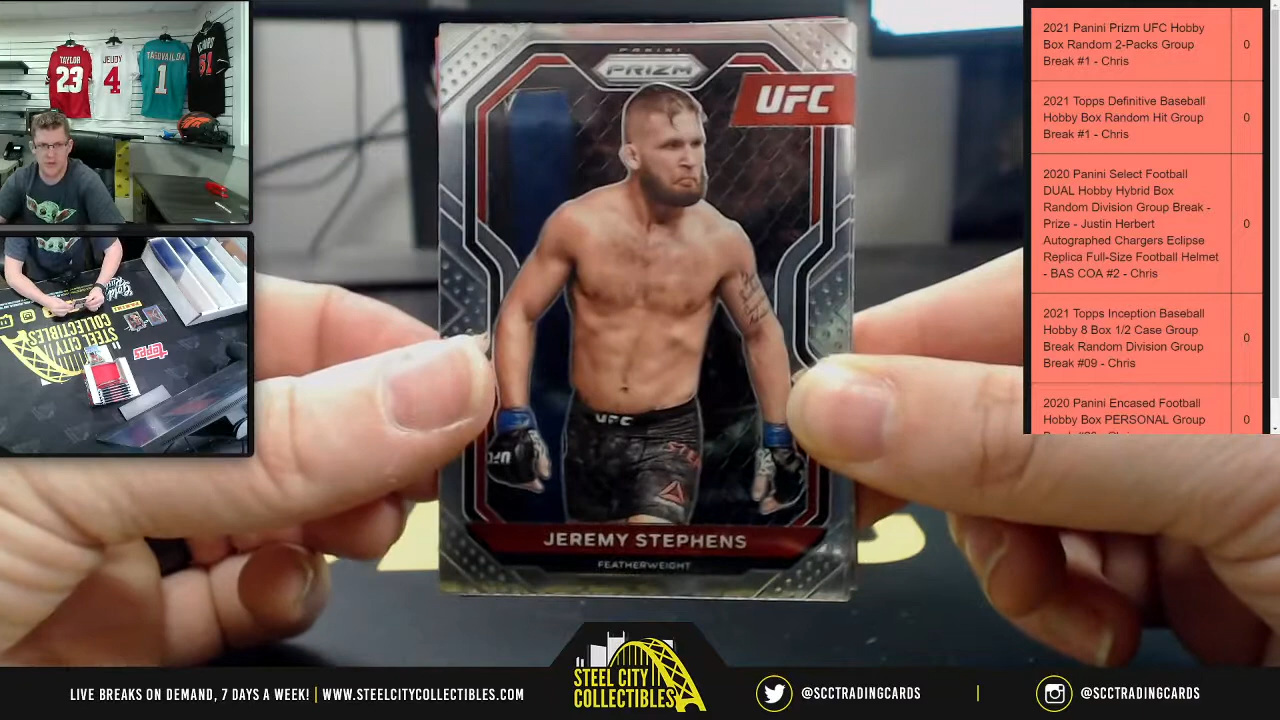 TAYLOR
23
JEUDY
4
TAGOVAILOA
1
PANINI
PRIZM
UFC
UFC
UFC
JEREMY STEPHENS
FEATHERWEIGHT
STEEL CITY
COLLECTIBLES
Topps
2021 Panini Prizm UFC Hobby
Box Random 2-Packs Group
Break #1 - Chris
0
2021 Topps Definitive Baseball
Hobby Box Random Hit Group
Break #1 - Chris
0
2020 Panini Select Football
DUAL Hobby Hybrid Box
Random Division Group Break -
Prize - Justin Herbert
Autographed Chargers Eclipse
Replica Full-Size Football Helmet
- BAS COA #2 - Chris
0
2021 Topps Inception Baseball
Hobby 8 Box 1/2 Case Group
Break Random Division Group
Break #09 - Chris
0
2020 Panini Encased Football
Hobby Box PERSONAL Group
0
LIVE BREAKS ON DEMAND, 7 DAYS A WEEK! | WWW.STEELCITYCOLLECTIBLES.COM
STEEL CITY
COLLECTIBLES
@SCCTRADINGCARDS | @SCCTRADINGCARDS